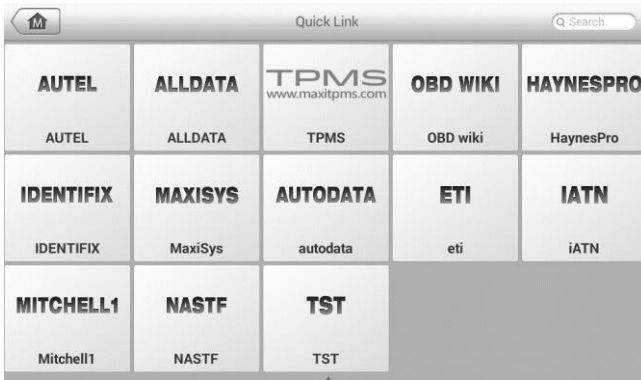 M
Quick Link
Search
AUTEL
ALLDATA
TPMS
www.maxitpms.com
OBD WIKI
HAYNESPRO
AUTEL
ALLDATA
TPMS
OBD wiki
HaynesPro
IDENTIFIX
MAXISYS
AUTODATA
ETI
IATN
IDENTIFIX
MaxiSys
autodata
eti
iATN
MITCHELL1
NASTF
TST
Mitchell1
NASTF
TST